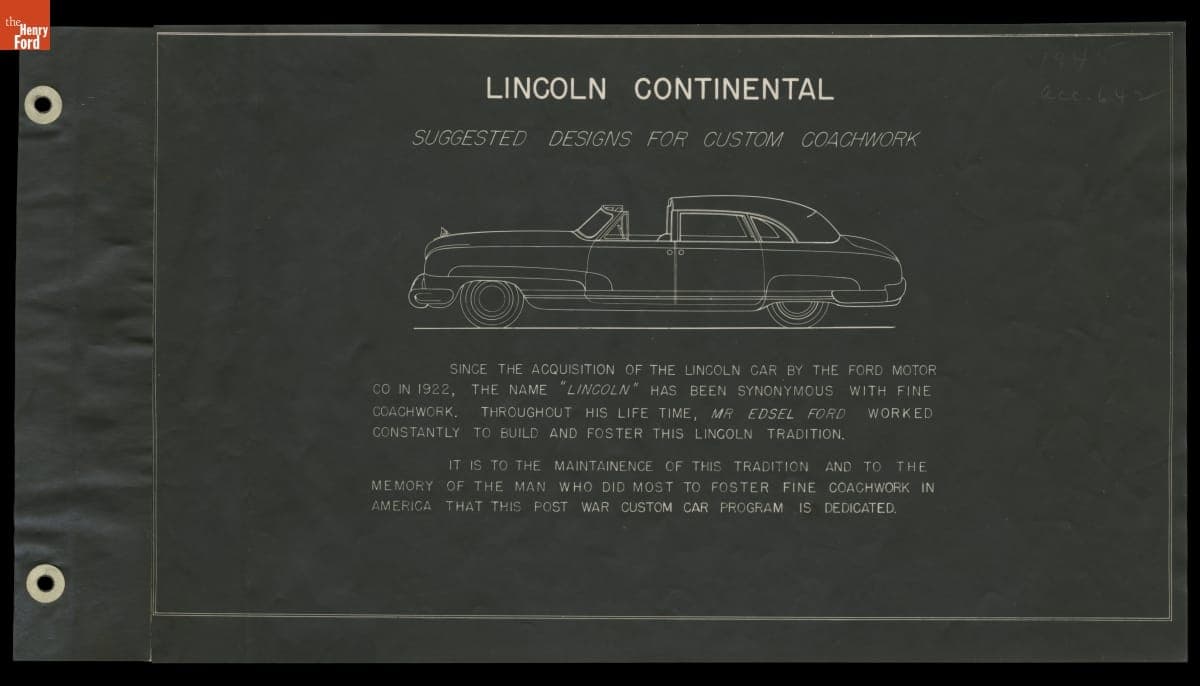 the
Henry
Ford
1945
acc. 642
LINCOLN CONTINENTAL
SUGGESTED DESIGNS FOR CUSTOM COACHWORK
SINCE THE ACQUISITION OF THE LINCOLN CAR BY THE FORD MOTOR
CO IN 1922, THE NAME "LINCOLN" HAS BEEN SYNONYMOUS WITH FINE
COACHWORK. THROUGHOUT HIS LIFE TIME, MR EDSEL FORD WORKED
CONSTANTLY TO BUILD AND FOSTER THIS LINCOLN TRADITION.
IT IS TO THE MAINTAINENCE OF THIS TRADITION AND TO THE
MEMORY OF THE MAN WHO DID MOST TO FOSTER FINE COACHWORK IN
AMERICA THAT THIS POST WAR CUSTOM CAR PROGRAM IS DEDICATED.